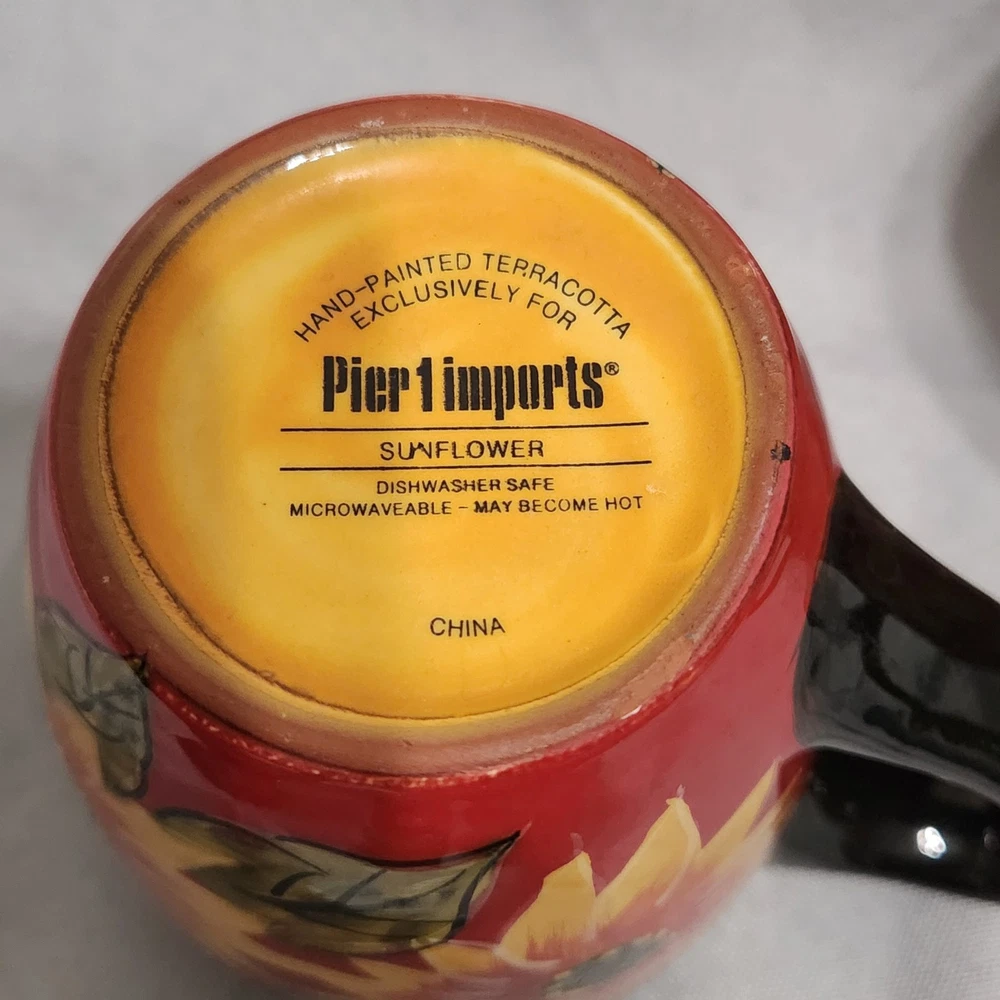 HAND-PAINTED TERRACOTTA
EXCLUSIVELY FOR
Pier 1 imports®
SUNFLOWER
DISHWASHER SAFE
MICROWAVEABLE - MAY BECOME HOT
CHINA